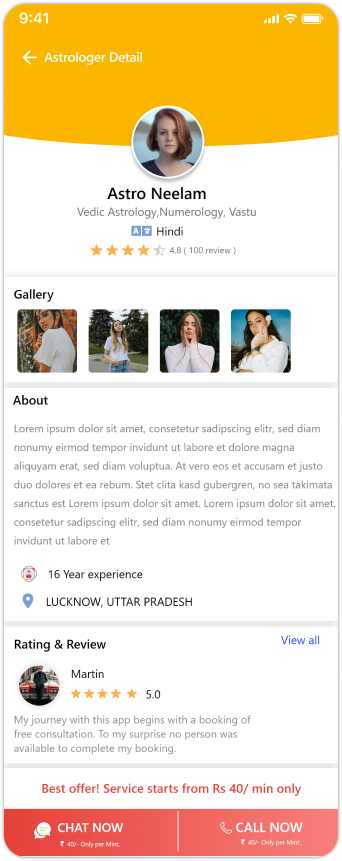 9:41
Astrologer Detail
Astro Neelam
Vedic Astrology,Numerology, Vastu
Hindi
4.8 ( 100 review )
Gallery
About
Lorem ipsum dolor sit amet, consetetur sadipscing elitr, sed diam
nonumy eirmod tempor invidunt ut labore et dolore magna
aliquyam erat, sed diam voluptua. At vero eos et accusam et justo
duo dolores et ea rebum. Stet clita kasd gubergren, no sea takimata
sanctus est Lorem ipsum dolor sit amet. Lorem ipsum dolor sit amet,
consetetur sadipscing elitr, sed diam nonumy eirmod tempor
invidunt ut labore et
16 Year experience
LUCKNOW, UTTAR PRADESH
Rating & Review
View all
Martin
5.0
My journey with this app begins with a booking of
free consultation. To my surprise no person was
available to complete my booking.
Best offer! Service starts from Rs 40/ min only
CHAT NOW
₹ 40/- Only per Mint.
CALL NOW
₹ 40/- Only per Mint.